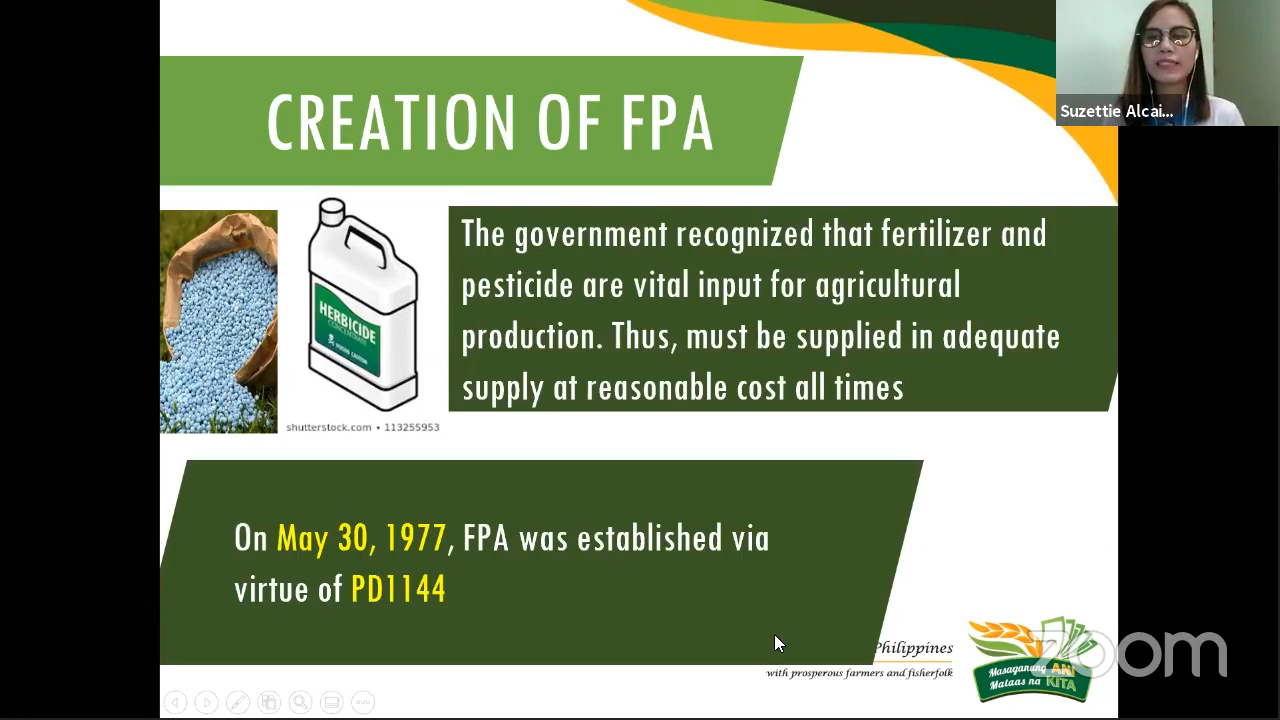 CREATION OF FPA
Suzettie Alcai...
The government recognized that fertilizer and
pesticide are vital input for agricultural
production. Thus, must be supplied in adequate
supply at reasonable cost all times
HERBICIDE
CONCENTRATE
POISON CAUTION
shutterstock.com • 113255953
On May 30, 1977, FPA was established via
virtue of PD1144
Philippines
with prosperous farmers and fisherfolk
Masaganang ANI
Mataas na KITA
zoom